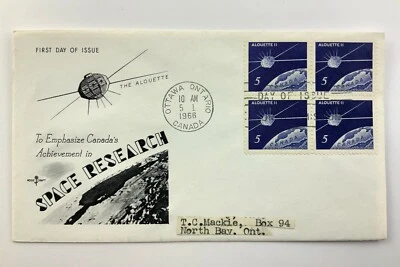 FIRST DAY OF ISSUE
THE ALOUETTE
To Emphasize Canada's
Achievement in
SPACE RESEARCH
OTTAWA ONTARIO
10 AM
5 I
1966
CANADA
ALOUETTE II
5
ALOUETTE II
5
DAY OF ISSUE
ALOUETTE II
5
ALOUETTE II
5
T.C.Mackie, Box 94
North Bay. Ont.